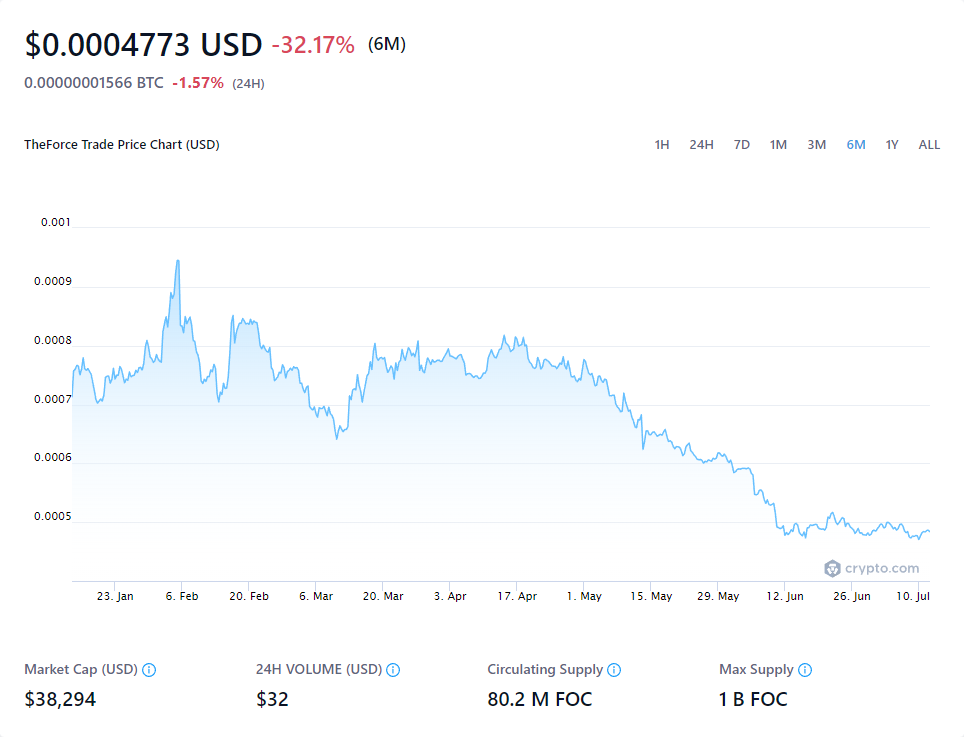 $0.0004773 USD -32.17% (6M)
0.00000001566 BTC -1.57% (24H)
TheForce Trade Price Chart (USD) 1H 24H 7D 1M 3M 6M 1Y ALL
0.001
0.0009
0.0008
0.0007
0.0006
0.0005
crypto.com
23. Jan 6. Feb 20. Feb 6. Mar 20. Mar 3. Apr 17. Apr 1. May 15. May 29. May 12. Jun 26. Jun 10. Jul
Market Cap (USD) 24H VOLUME (USD) Circulating Supply Max Supply
$38,294 $32 80.2 M FOC 1 B FOC